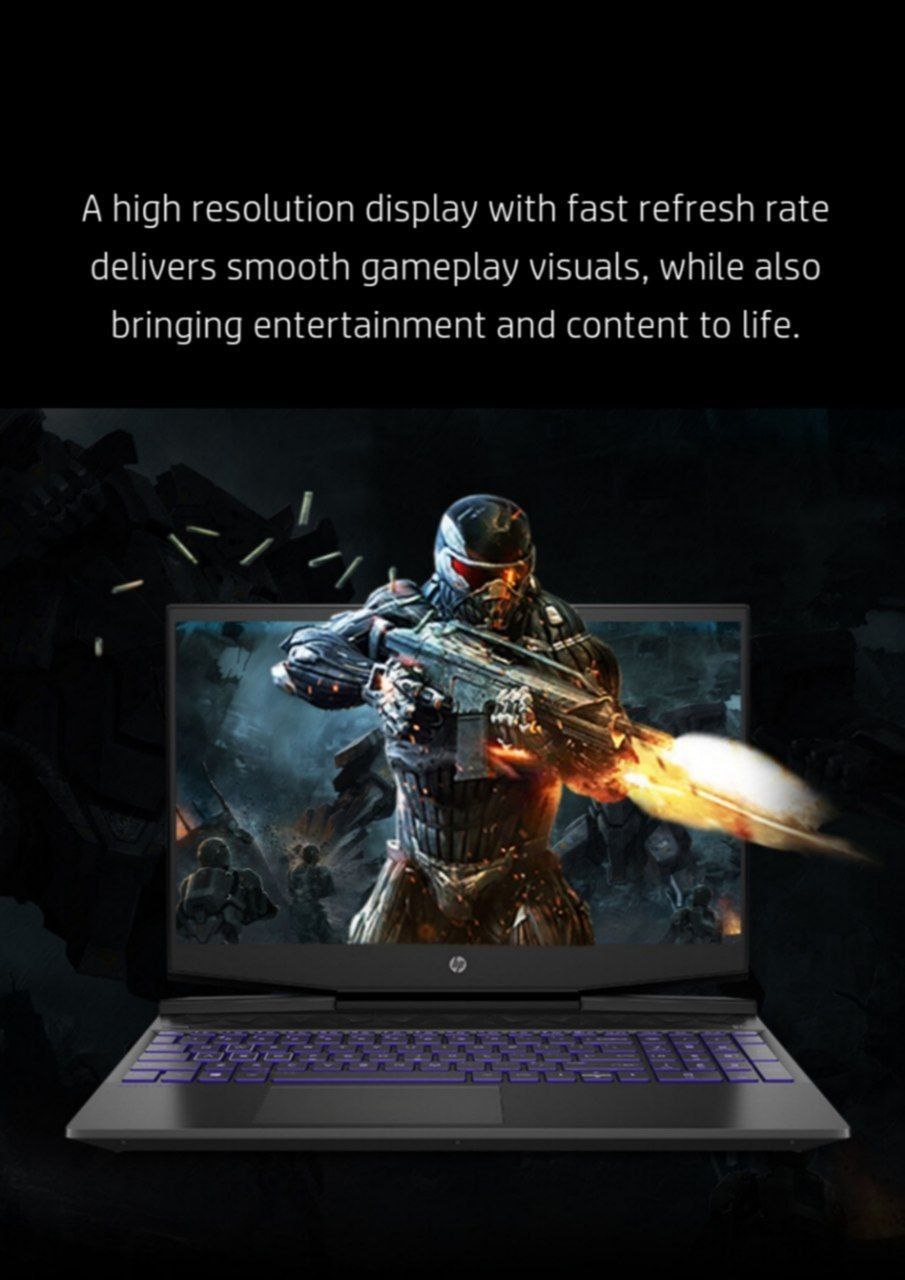 A high resolution display with fast refresh rate
delivers smooth gameplay visuals, while also
bringing entertainment and content to life.
hp